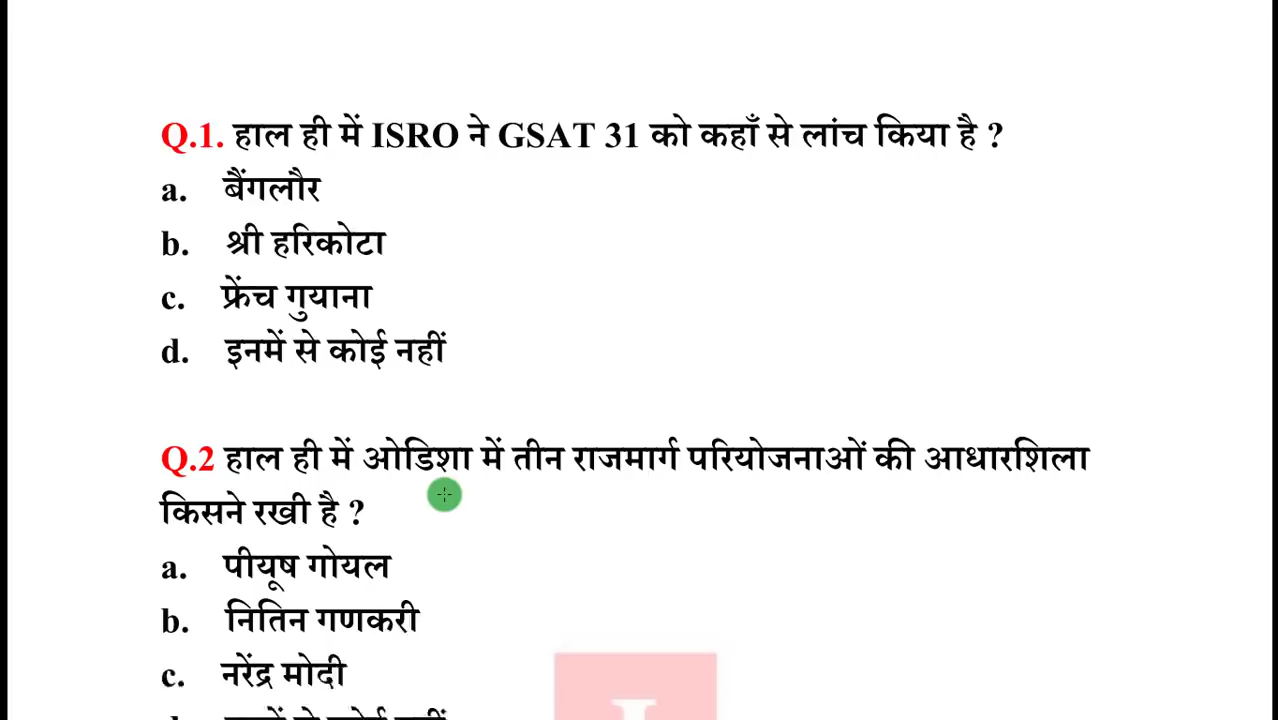 Q.1. हाल ही में ISRO ने GSAT 31 को कहाँ से लांच किया है ?
a. बैंगलौर
b. श्री हरिकोटा
c. फ्रेंच गुयाना
d. इनमें से कोई नहीं
Q.2 हाल ही में ओडिशा में तीन राजमार्ग परियोजनाओं की आधारशिला
किसने रखी है ?
a. पीयूष गोयल
b. नितिन गणकरी
c. नरेंद्र मोदी